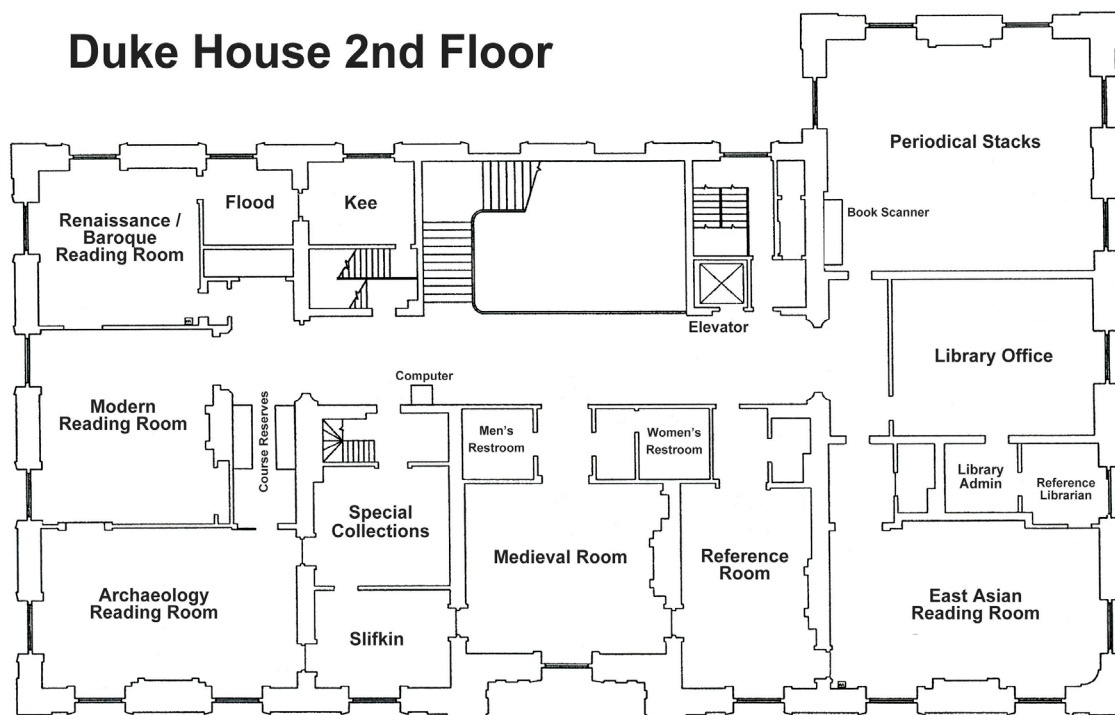 Duke House 2nd Floor
Periodical Stacks
Flood
Kee
Renaissance /
Baroque
Reading Room
Book Scanner
Elevator
Library Office
Computer
Modern
Reading Room
Course Reserves
Men's
Restroom
Women's
Restroom
Library
Admin
Reference
Librarian
Special
Collections
Medieval Room
Reference
Room
Archaeology
Reading Room
East Asian
Reading Room
Slifkin